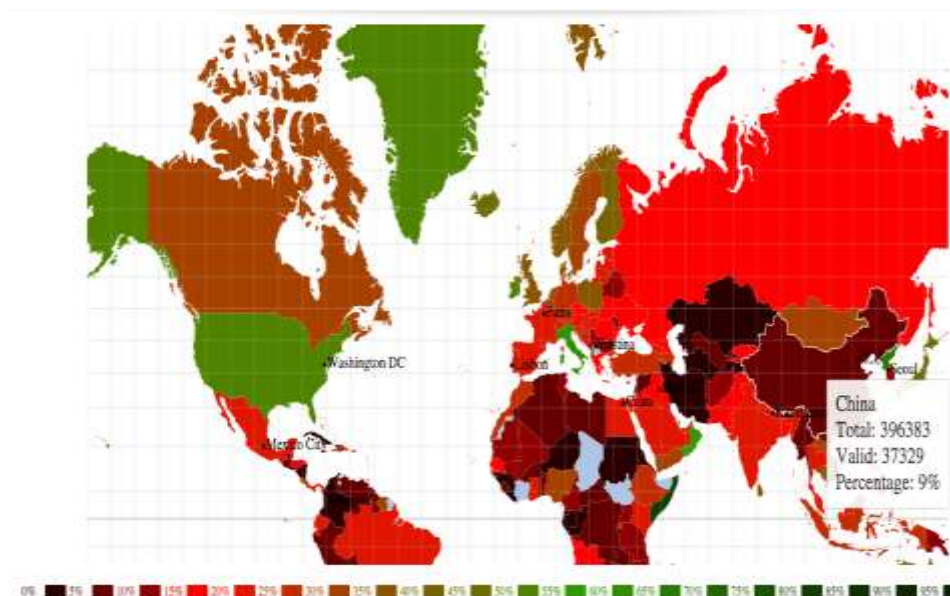 Washington DC
Seoul
Mexico City
China
Total: 396383
Valid: 37329
Percentage: 9%
0% 5% 10% 15% 20% 25% 30% 35% 40% 45% 50% 55% 60% 65% 70% 75% 80% 85% 90% 95%